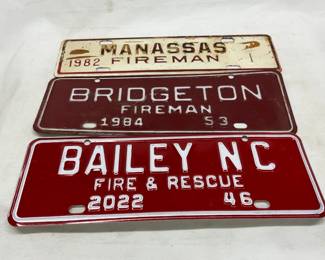 MANASSAS
1982 FIREMAN
BRIDGETON
FIREMAN
1984 53
BAILEY NC
FIRE & RESCUE
2022 46